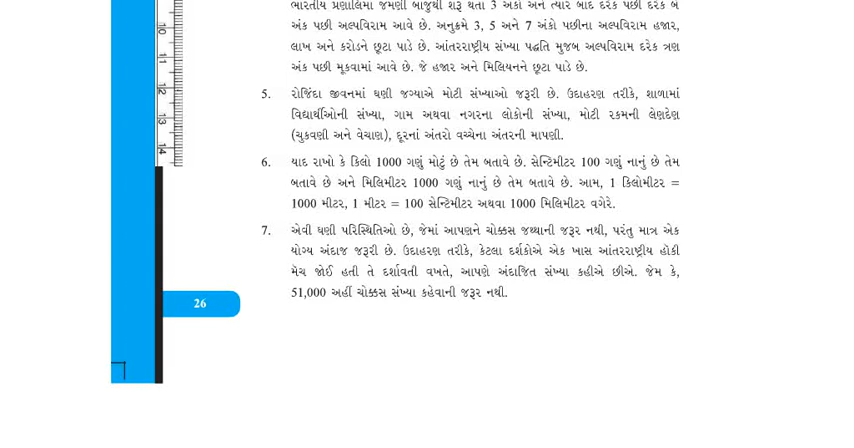 ભારતીય પ્રણાલિમાં જમણી બાજુથી શરૂ થતાં 3 અંકો અને ત્યાર બાદ દરેક પછી દરેક બે
અંક પછી અલ્પવિરામ આવે છે. અનુક્રમે 3, 5 અને 7 અંકો પછીના અલ્પવિરામ હજાર,
લાખ અને કરોડને છૂટા પાડે છે. આંતરરાષ્ટ્રીય સંખ્યા પદ્ધતિ મુજબ અલ્પવિરામ દરેક ત્રણ
અંક પછી મૂકવામાં આવે છે. જે હજાર અને મિલિયનને છૂટા પાડે છે.
5. રોજિંદા જીવનમાં ઘણી જગ્યાએ મોટી સંખ્યાઓ જરૂરી છે. ઉદાહરણ તરીકે, શાળામાં
વિદ્યાર્થીઓની સંખ્યા, ગામ અથવા નગરના લોકોની સંખ્યા, મોટી રકમની લેણદેણ
(ચુકવણી અને વેચાણ), દૂરનાં અંતરો વચ્ચેના અંતરની માપણી.
6. યાદ રાખો કે કિલો 1000 ગણું મોટું છે તેમ બતાવે છે. સેન્ટિમીટર 100 ગણું નાનું છે તેમ
બતાવે છે અને મિલિમીટર 1000 ગણું નાનું છે તેમ બતાવે છે. આમ, 1 કિલોમીટર =
1000 મીટર, 1 મીટર = 100 સેન્ટિમીટર અથવા 1000 મિલિમીટર વગેરે.
7. એવી ઘણી પરિસ્થિતિઓ છે, જેમાં આપણને ચોક્કસ જથ્થાની જરૂર નથી, પરંતુ માત્ર એક
યોગ્ય અંદાજ જરૂરી છે. ઉદાહરણ તરીકે, કેટલા દર્શકોએ એક ખાસ આંતરરાષ્ટ્રીય હૉકી
મૅચ જોઈ હતી તે દર્શાવતી વખતે, આપણે અંદાજિત સંખ્યા કહીએ છીએ. જેમ કે,
51,000 અહીં ચોક્કસ સંખ્યા કહેવાની જરૂર નથી.
10
11
12
13
14
26